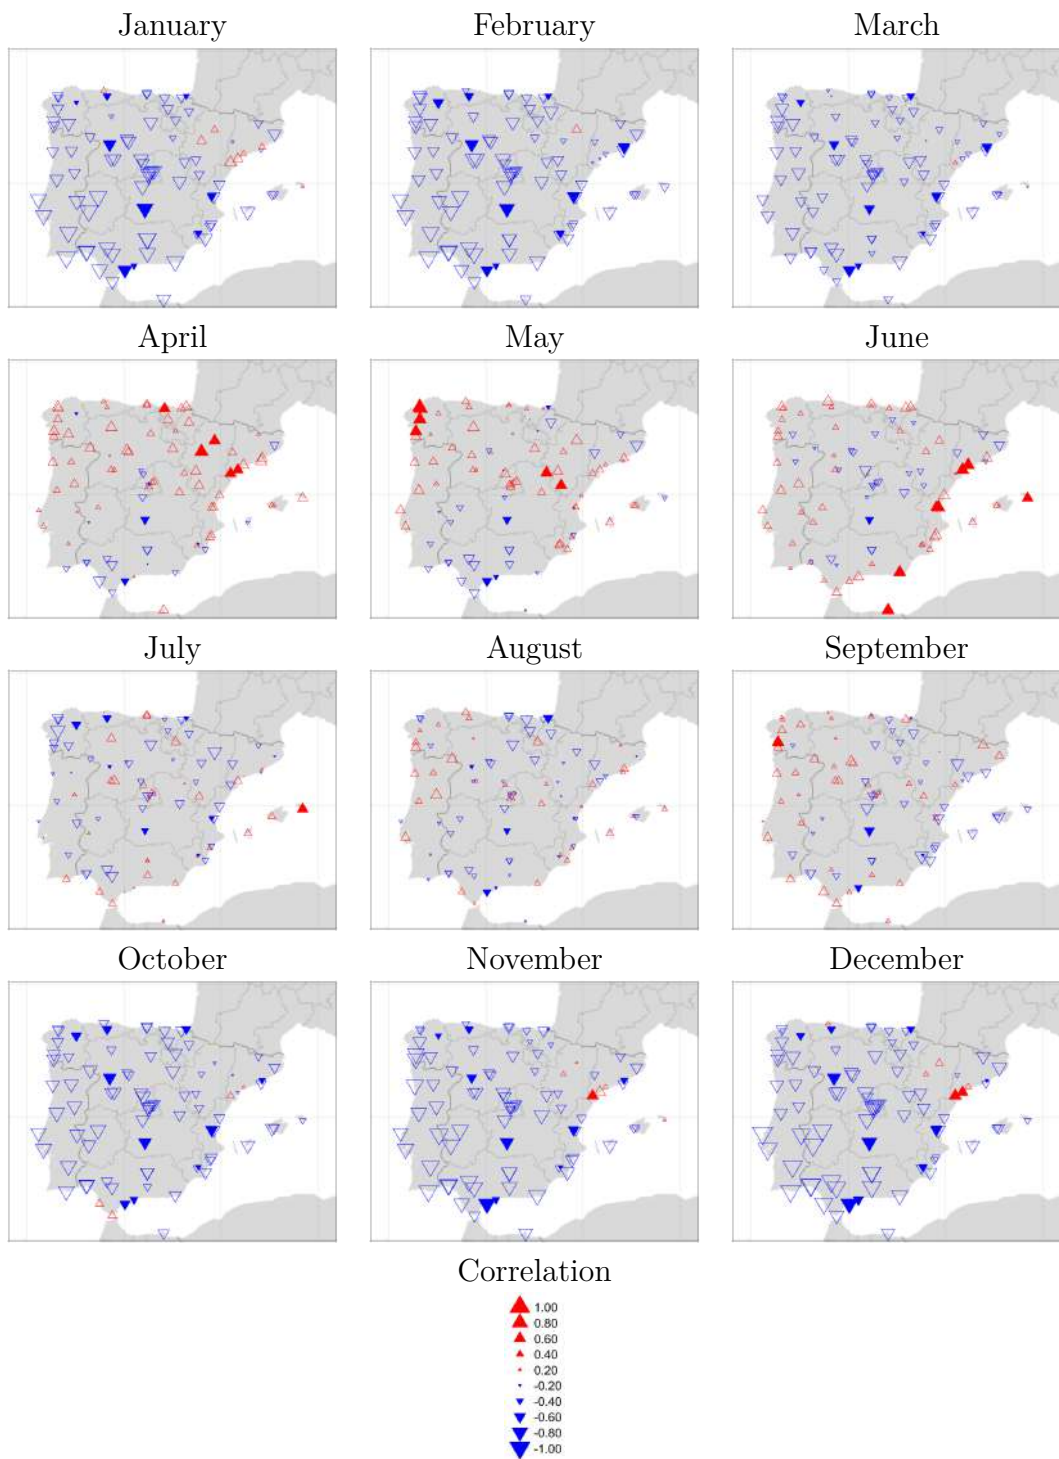 January February March
April May June
July August September
October November December
Correlation
1.00
0.80
0.60
0.40
0.20
-0.20
-0.40
-0.60
-0.80
-1.00